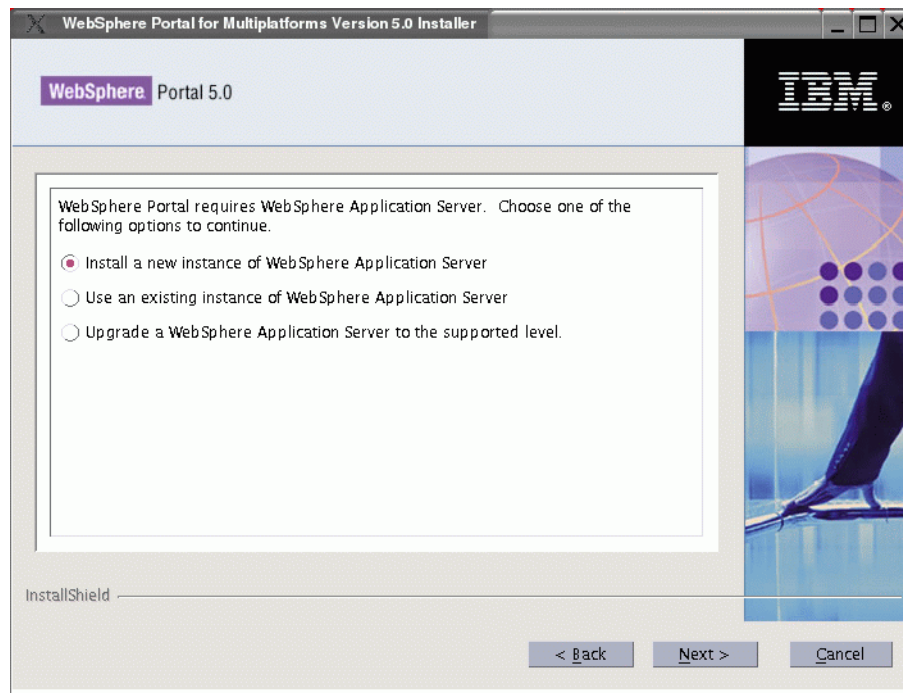 WebSphere Portal for Multiplatforms Version 5.0 Installer
WebSphere Portal 5.0
IBM®
WebSphere Portal requires WebSphere Application Server. Choose one of the
following options to continue.
Install a new instance of WebSphere Application Server
Use an existing instance of WebSphere Application Server
Upgrade a WebSphere Application Server to the supported level.
InstallShield
< Back
Next >
Cancel